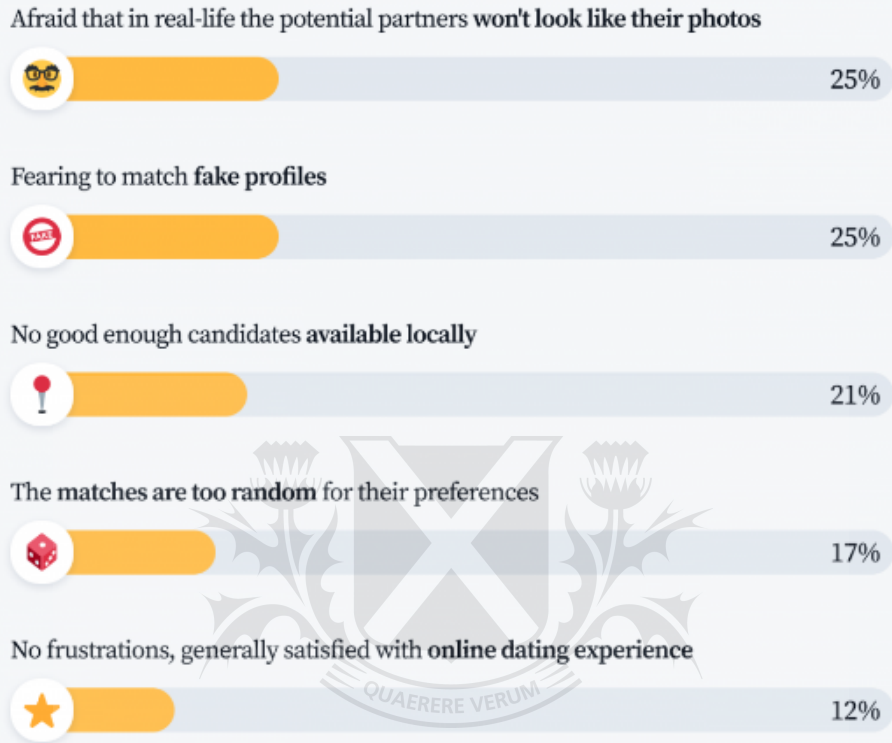 Afraid that in real-life the potential partners won't look like their photos
25%
Fearing to match fake profiles
FAKE
25%
No good enough candidates available locally
21%
The matches are too random for their preferences
17%
No frustrations, generally satisfied with online dating experience
12%
QUAERERE VERUM